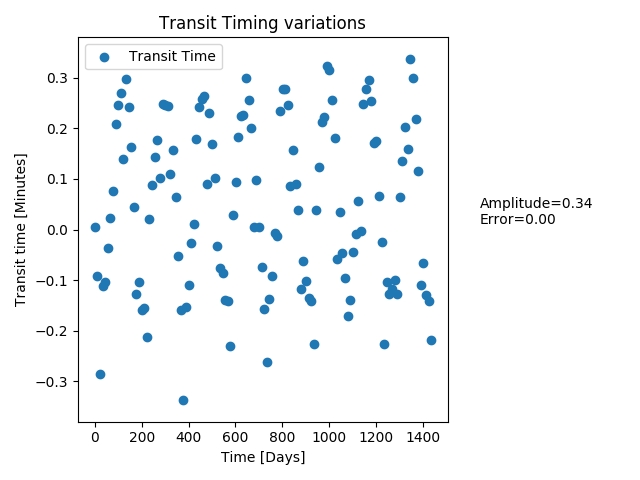 Transit Timing variations
Transit Time
Transit time [Minutes]
0.3
0.2
0.1
0.0
−0.1
−0.2
−0.3
0 200 400 600 800 1000 1200 1400
Time [Days]
Amplitude=0.34
Error=0.00